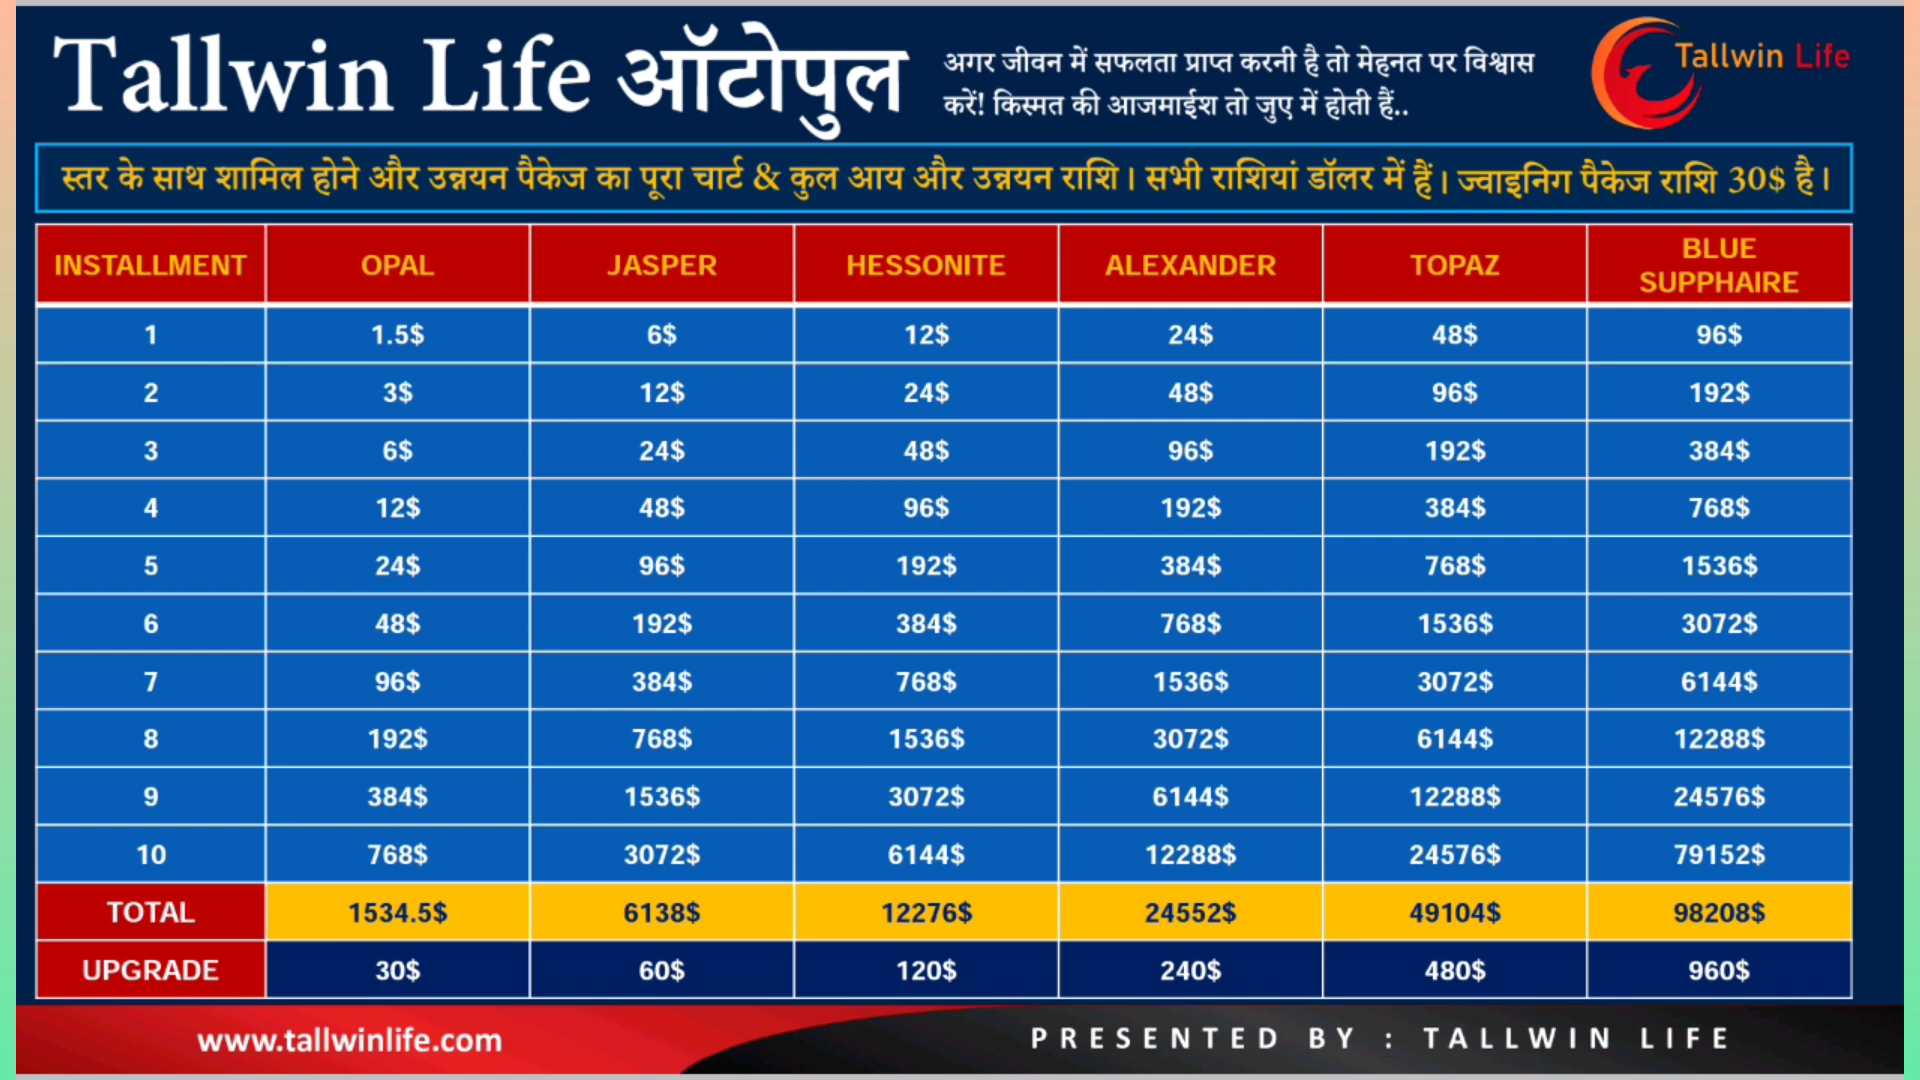 Tallwin Life ऑटोपुल
अगर जीवन में सफलता प्राप्त करनी है तो मेहनत पर विश्वास
करें! किस्मत की आजमाईश तो जुए में होती हैं..
Tallwin Life
स्तर के साथ शामिल होने और उन्नयन पैकेज का पूरा चार्ट & कुल आय और उन्नयन राशि। सभी राशियां डॉलर में हैं। ज्वाइनिग पैकेज राशि 30$ है।
INSTALLMENT OPAL JASPER HESSONITE ALEXANDER TOPAZ BLUE
SUPPHAIRE
1 1.5$ 6$ 12$ 24$ 48$ 96$
2 3$ 12$ 24$ 48$ 96$ 192$
3 6$ 24$ 48$ 96$ 192$ 384$
4 12$ 48$ 96$ 192$ 384$ 768$
5 24$ 96$ 192$ 384$ 768$ 1536$
6 48$ 192$ 384$ 768$ 1536$ 3072$
7 96$ 384$ 768$ 1536$ 3072$ 6144$
8 192$ 768$ 1536$ 3072$ 6144$ 12288$
9 384$ 1536$ 3072$ 6144$ 12288$ 24576$
10 768$ 3072$ 6144$ 12288$ 24576$ 79152$
TOTAL 1534.5$ 6138$ 12276$ 24552$ 49104$ 98208$
UPGRADE 30$ 60$ 120$ 240$ 480$ 960$
www.tallwinlife.com
PRESENTED BY : TALLWIN LIFE